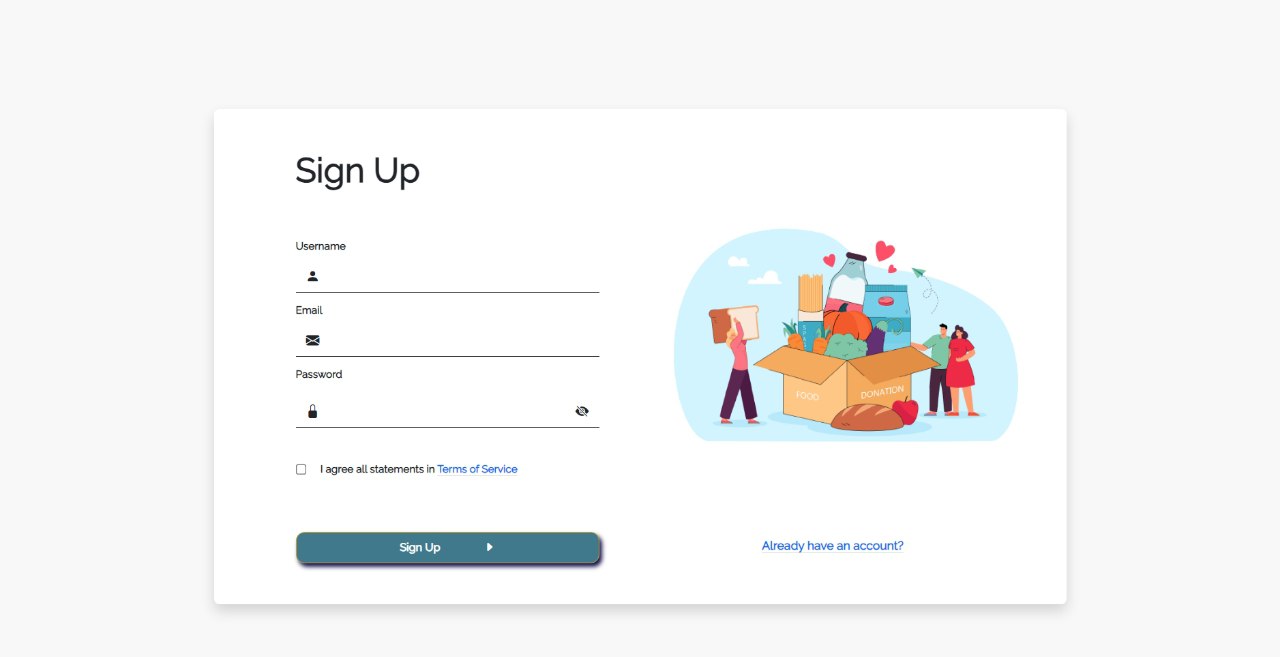 Sign Up
Username
Email
Password
I agree all statements in Terms of Service
Sign Up
FOOD
DONATION
Already have an account?